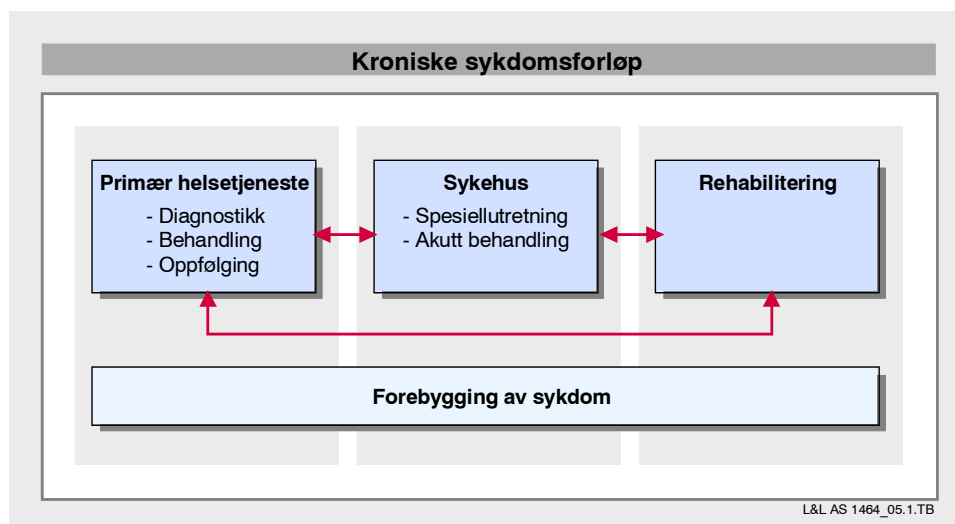 Kroniske sykdomsforløp
Primær helsetjeneste
- Diagnostikk
- Behandling
- Oppfølging
Sykehus
- Spesiellutretning
- Akutt behandling
Rehabilitering
Forebygging av sykdom
L&L AS 1464_05.1.TB